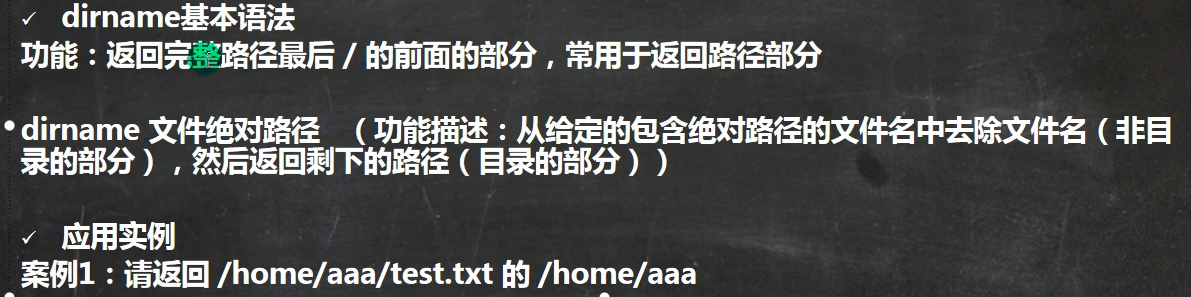 ✓ dirname基本语法
功能：返回完整路径最后 / 的前面的部分，常用于返回路径部分
dirname 文件绝对路径 （功能描述：从给定的包含绝对路径的文件名中去除文件名（非目
录的部分），然后返回剩下的路径（目录的部分））
✓ 应用实例
案例1：请返回 /home/aaa/test.txt 的 /home/aaa